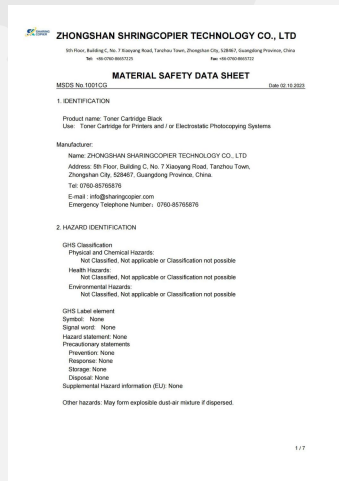 SHARING
COPIER
ZHONGSHAN SHRINGCOPIER TECHNOLOGY CO., LTD
5th Floor, Building C, No. 7 Xiaoyang Road, Tanzhou Town, Zhongshan City, 528467, Guangdong Province, China
Tel: +86-0760-86657123 Fax: +86-0760-86653722
MATERIAL SAFETY DATA SHEET
MSDS No.1001CG Date 02.10.2023
1. IDENTIFICATION
Product name: Toner Cartridge Black
Use: Toner Cartridge for Printers and / or Electrostatic Photocopying Systems
Manufacturer:
Name: ZHONGSHAN SHARINGCOPIER TECHNOLOGY CO., LTD
Address: 5th Floor, Building C, No. 7 Xiaoyang Road, Tanzhou Town,
Zhongshan City, 528467, Guangdong Province, China.
Tel: 0760-85765876
E-mail : info@sharingcopier.com
Emergency Telephone Number: 0760-85765876
2. HAZARD IDENTIFICATION
GHS Classification
Physical and Chemical Hazards:
Not Classified, Not applicable or Classification not possible
Health Hazards:
Not Classified, Not applicable or Classification not possible
Environmental Hazards:
Not Classified, Not applicable or Classification not possible
GHS Label element
Symbol: None
Signal word: None
Hazard statement: None
Precautionary statements
Prevention: None
Response: None
Storage: None
Disposal: None
Supplemental Hazard information (EU): None
Other hazards: May form explosible dust-air mixture if dispersed.
1 / 7